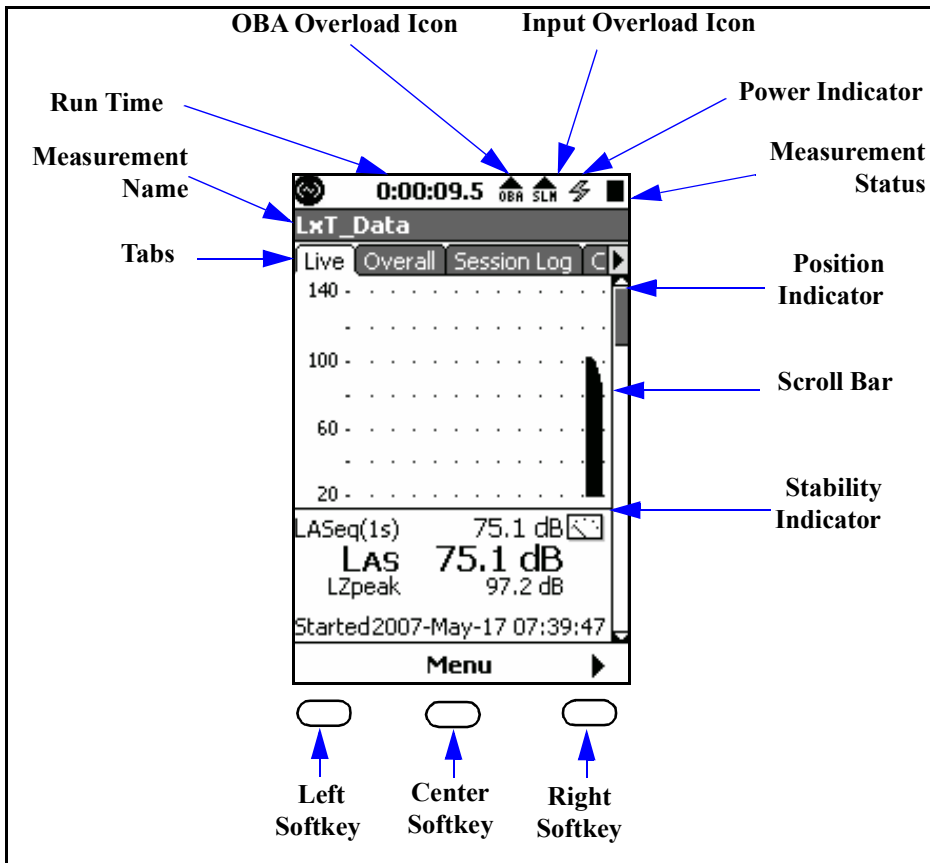 OBA Overload Icon
Input Overload Icon
Run Time
Power Indicator
Measurement
Name
Measurement
Status
0:00:09.5
OBA
SLM
LxT_Data
Tabs
Live
Overall
Session Log
C
Position
Indicator
140
100
60
20
Scroll Bar
Stability
Indicator
LASeq(1s) 75.1 dB
LAS 75.1 dB
LZpeak 97.2 dB
Started 2007-May-17 07:39:47
Menu
Left
Softkey
Center
Softkey
Right
Softkey